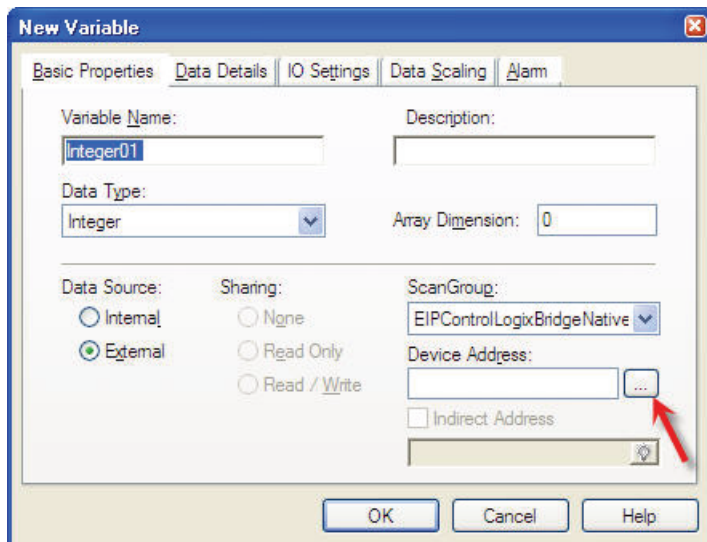 New Variable
Basic Properties Data Details IO Settings Data Scaling Alarm
Variable Name: Description:
Integer01
Data Type:
Integer Array Dimension: 0
Data Source: Sharing: ScanGroup:
Internal None EIPControlLogixBridgeNative
External Read Only Device Address:
Read / Write ...
Indirect Address
OK Cancel Help